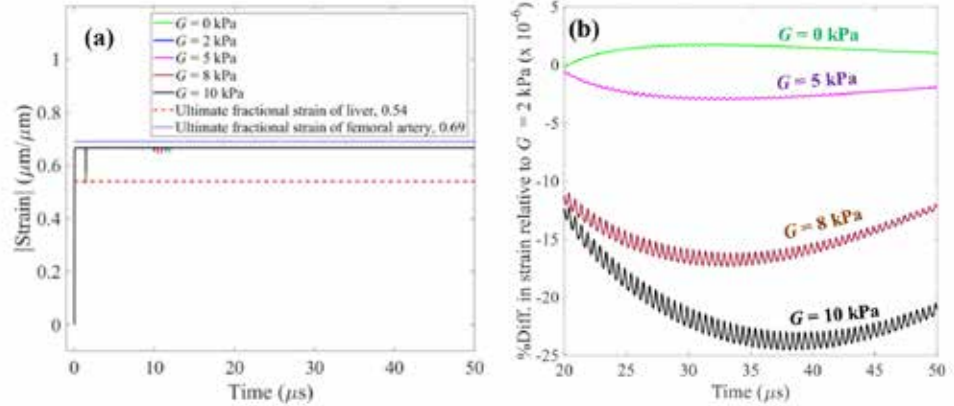 (a)
G = 0 kPa
G = 2 kPa
G = 5 kPa
G = 8 kPa
G = 10 kPa
Ultimate fractional strain of liver, 0.54
Ultimate fractional strain of femoral artery, 0.69
|Strain| (μm/μm)
1
0.8
0.6
0.4
0.2
0
0 10 20 30 40 50
Time (μs)
(b)
%Diff. in strain relative to G = 2 kPa (x 10⁻⁶)
5
0
-5
-10
-15
-20
-25
G = 0 kPa
G = 5 kPa
G = 8 kPa
G = 10 kPa
20 25 30 35 40 45 50
Time (μs)